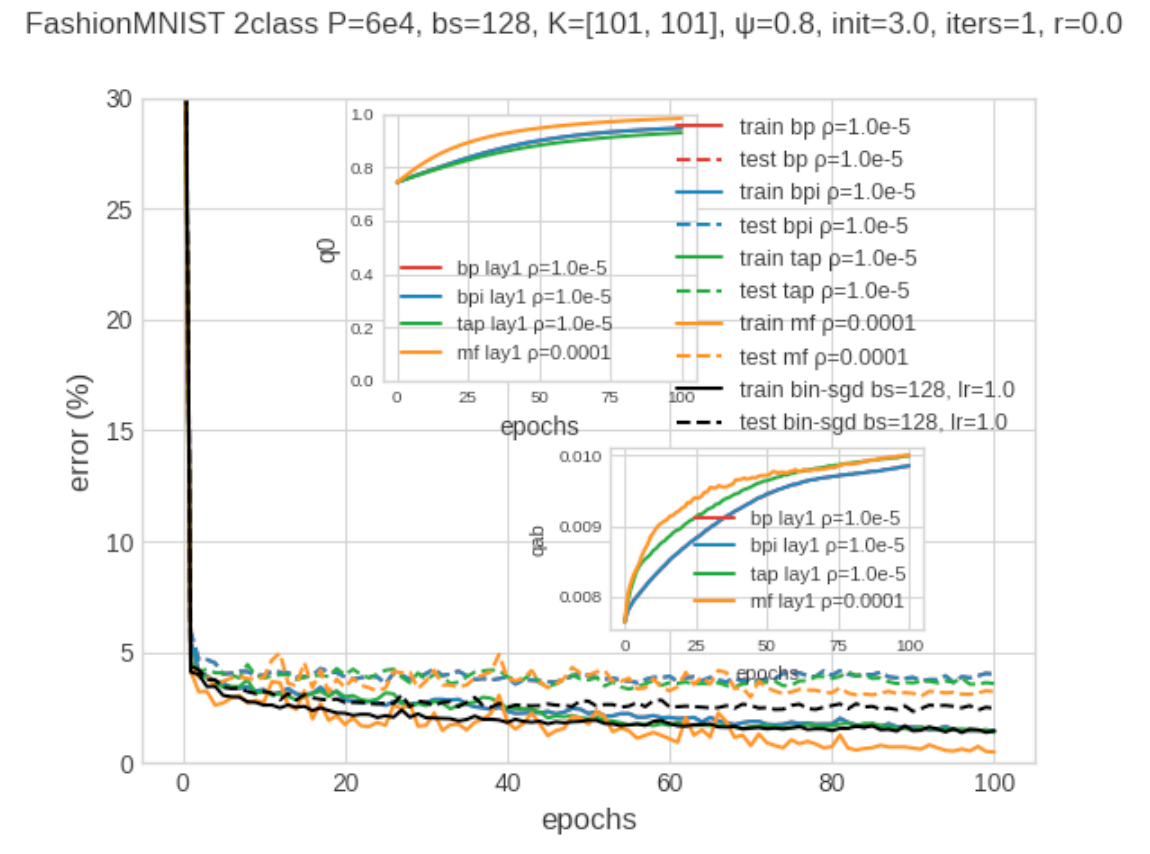 FashionMNIST 2class P=6e4, bs=128, K=[101, 101], ψ=0.8, init=3.0, iters=1, r=0.0
error (%)
30
25
20
15
10
5
0
0
20
40
60
80
100
epochs
q0
1.0
0.8
0.6
0.4
0.2
0.0
0
25
50
75
100
epochs
bp lay1 ρ=1.0e-5
bpi lay1 ρ=1.0e-5
tap lay1 ρ=1.0e-5
mf lay1 ρ=0.0001
train bp ρ=1.0e-5
test bp ρ=1.0e-5
train bpi ρ=1.0e-5
test bpi ρ=1.0e-5
train tap ρ=1.0e-5
test tap ρ=1.0e-5
train mf ρ=0.0001
test mf ρ=0.0001
train bin-sgd bs=128, lr=1.0
test bin-sgd bs=128, lr=1.0
qab
0.010
0.009
0.008
0
25
50
75
100
epochs
bp lay1 ρ=1.0e-5
bpi lay1 ρ=1.0e-5
tap lay1 ρ=1.0e-5
mf lay1 ρ=0.0001